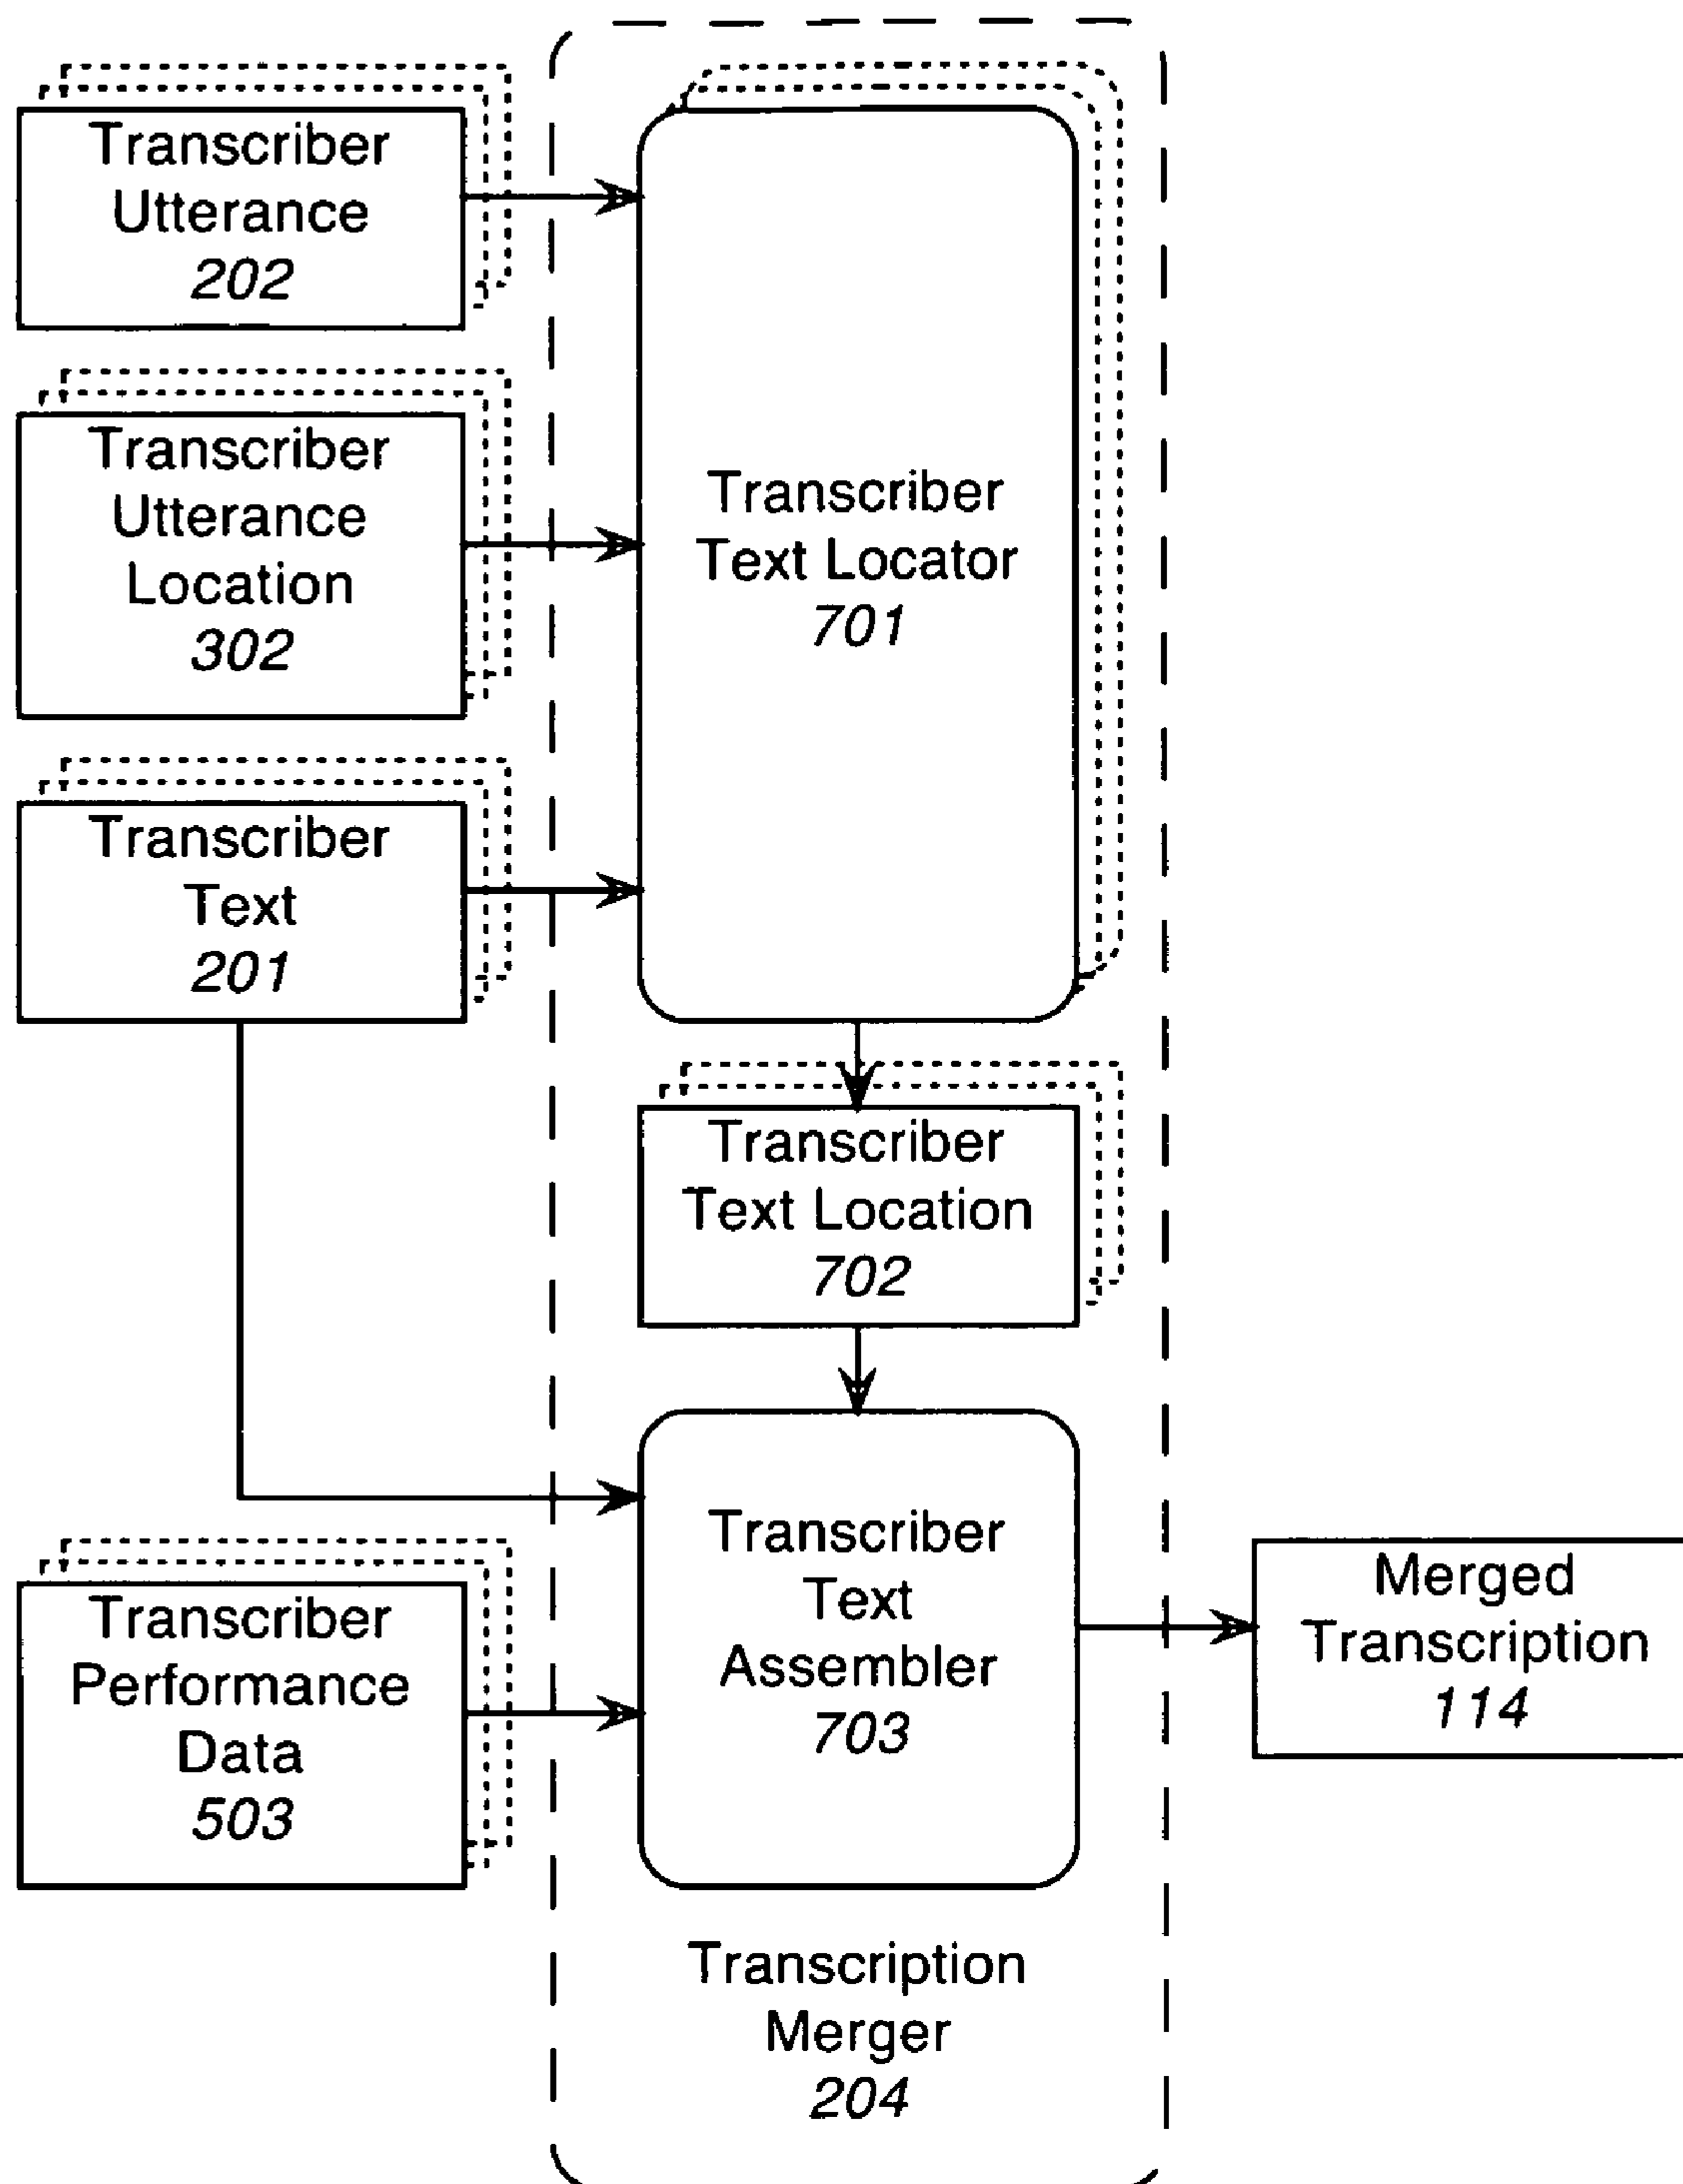 Transcriber
Utterance
202
Transcriber
Utterance
Location
302
Transcriber
Text Locator
701
Transcriber
Text
201
Transcriber
Text Location
702
Transcriber
Text
Assembler
703
Transcriber
Performance
Data
503
Merged
Transcription
114
Transcription
Merger
204